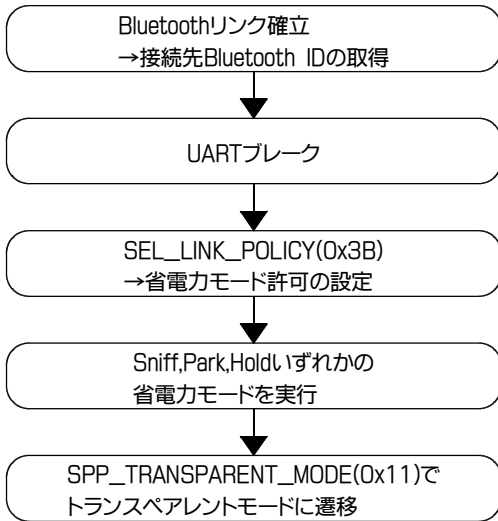 Bluetoothリンク確立
→接続先Bluetooth IDの取得
UARTブレーク
SEL_LINK_POLICY(0x3B)
→省電力モード許可の設定
Sniff,Park,Holdいずれかの
省電力モードを実行
SPP_TRANSPARENT_MODE(0x11)で
トランスペアレントモードに遷移